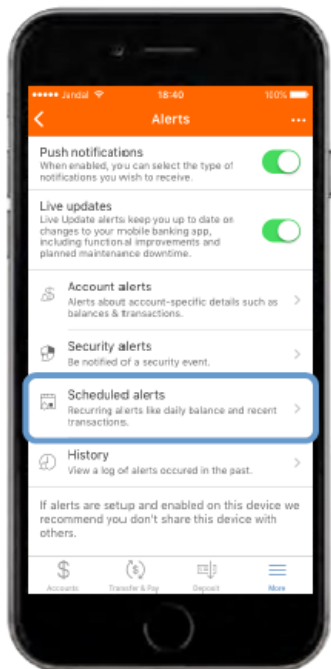 Jandal 18:40 100%
Alerts
Push notifications
When enabled, you can select the type of
notifications you wish to receive.
Live updates
Live Update alerts keep you up to date on
changes to your mobile banking app,
including functional improvements and
planned maintenance downtime.
Account alerts
Alerts about account-specific details such as
balances & transactions.
Security alerts
Be notified of a security event.
Scheduled alerts
Recurring alerts like daily balance and recent
transactions.
History
View a log of alerts occured in the past.
If alerts are setup and enabled on this device we
recommend you don't share this device with
others.
Accounts Transfer & Pay Deposit More